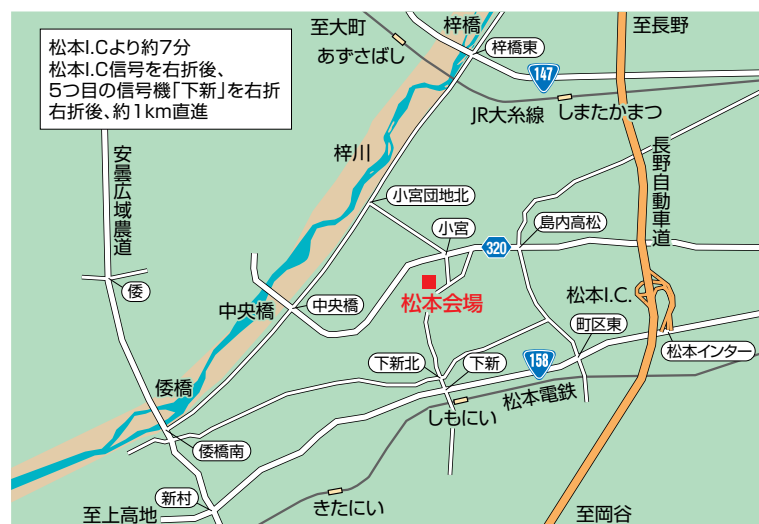 松本I.Cより約7分
松本I.C信号を右折後、
5つ目の信号機「下新」を右折
右折後、約1km直進
至大町
梓橋
至長野
あずさばし
梓橋東
147
JR大糸線
しまたかまつ
安曇広域農道
梓川
長野自動車道
小宮団地北
小宮
島内高松
320
倭
松本会場
松本I.C.
中央橋
中央橋
町区東
松本インター
下新北
下新
158
松本電鉄
倭橋
しもにい
倭橋南
新村
きたにい
至上高地
至岡谷